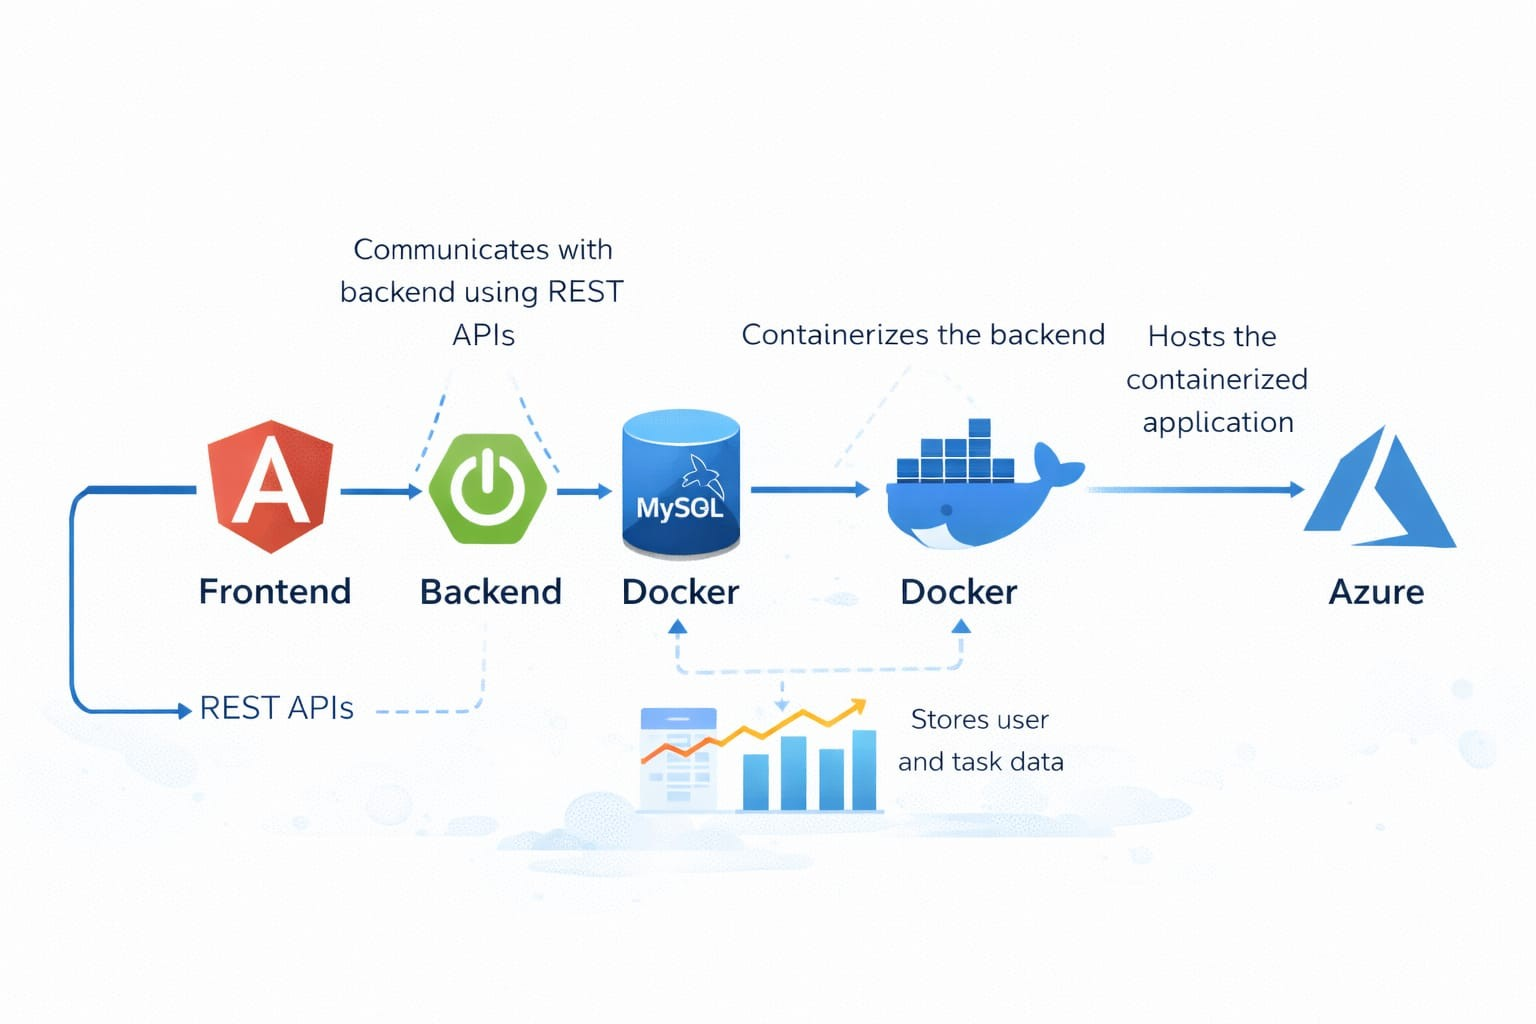 Communicates with
backend using REST
APIs
Containerizes the backend
Hosts the
containerized
application
A
MySQL
Frontend
Backend
Docker
Docker
Azure
REST APIs
Stores user
and task data